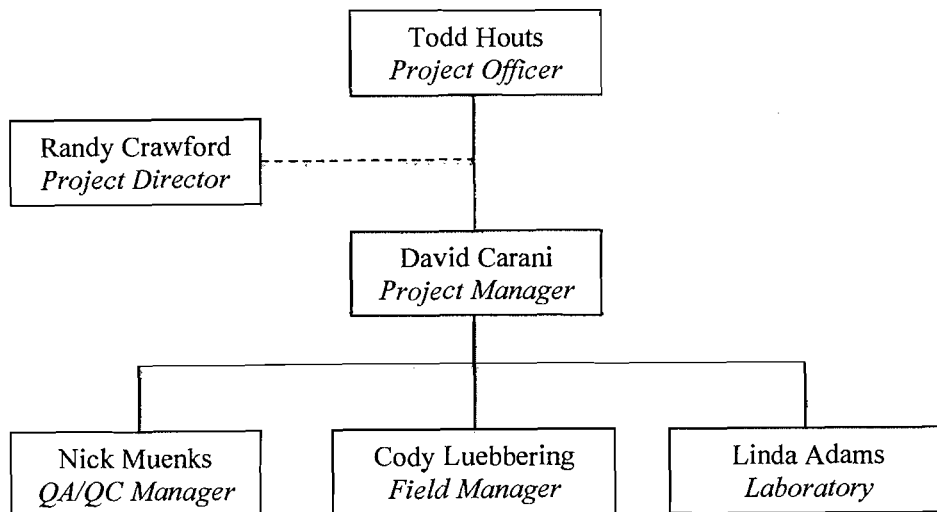 Todd Houts
Project Officer
Randy Crawford
Project Director
David Carani
Project Manager
Nick Muenks
QA/QC Manager
Cody Luebbering
Field Manager
Linda Adams
Laboratory